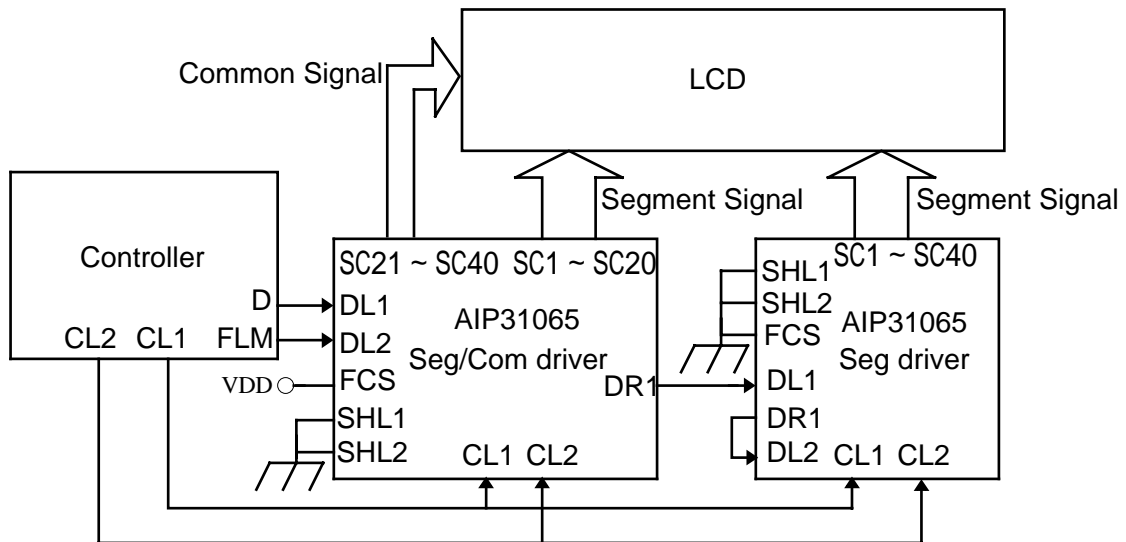 LCD
Common Signal
Segment Signal
Segment Signal
Controller
D
FLM
CL2 CL1
SC21 ~ SC40 SC1 ~ SC20
DL1
DL2
AIP31065
Seg/Com driver
VDD
FCS
DR1
SHL1
SHL2
CL1 CL2
SC1 ~ SC40
SHL1
SHL2
FCS
AIP31065
Seg driver
DL1
DR1
DL2
CL1 CL2